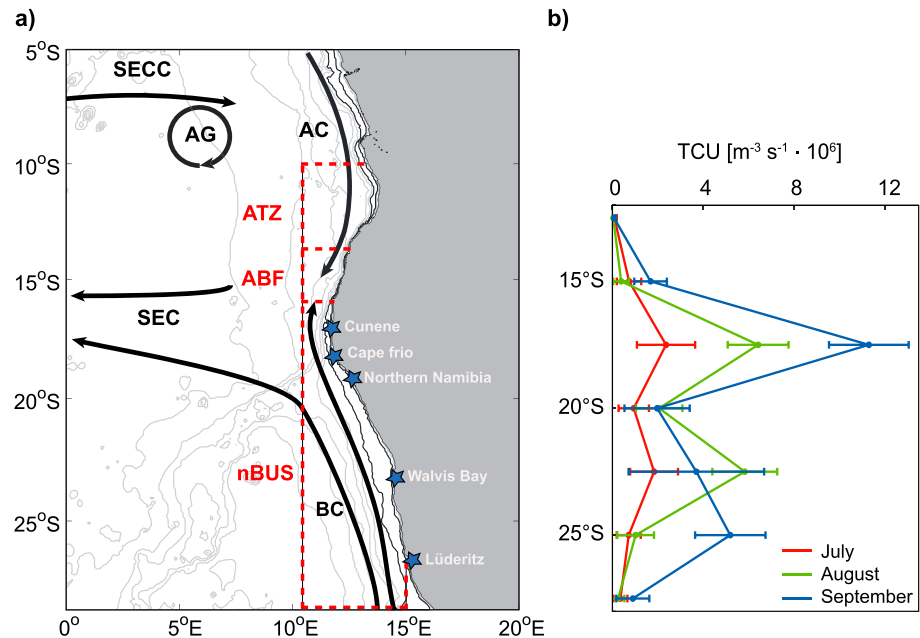 a)
5°S
10°S
15°S
20°S
25°S
0°
5°E
10°E
15°E
20°E
SECC
AG
AC
ATZ
ABF
SEC
Cunene
Cape frio
Northern Namibia
nBUS
Walvis Bay
BC
Lüderitz
b)
TCU [m⁻³ s⁻¹ · 10⁶]
0 4 8 12
15°S
20°S
25°S
July
August
September